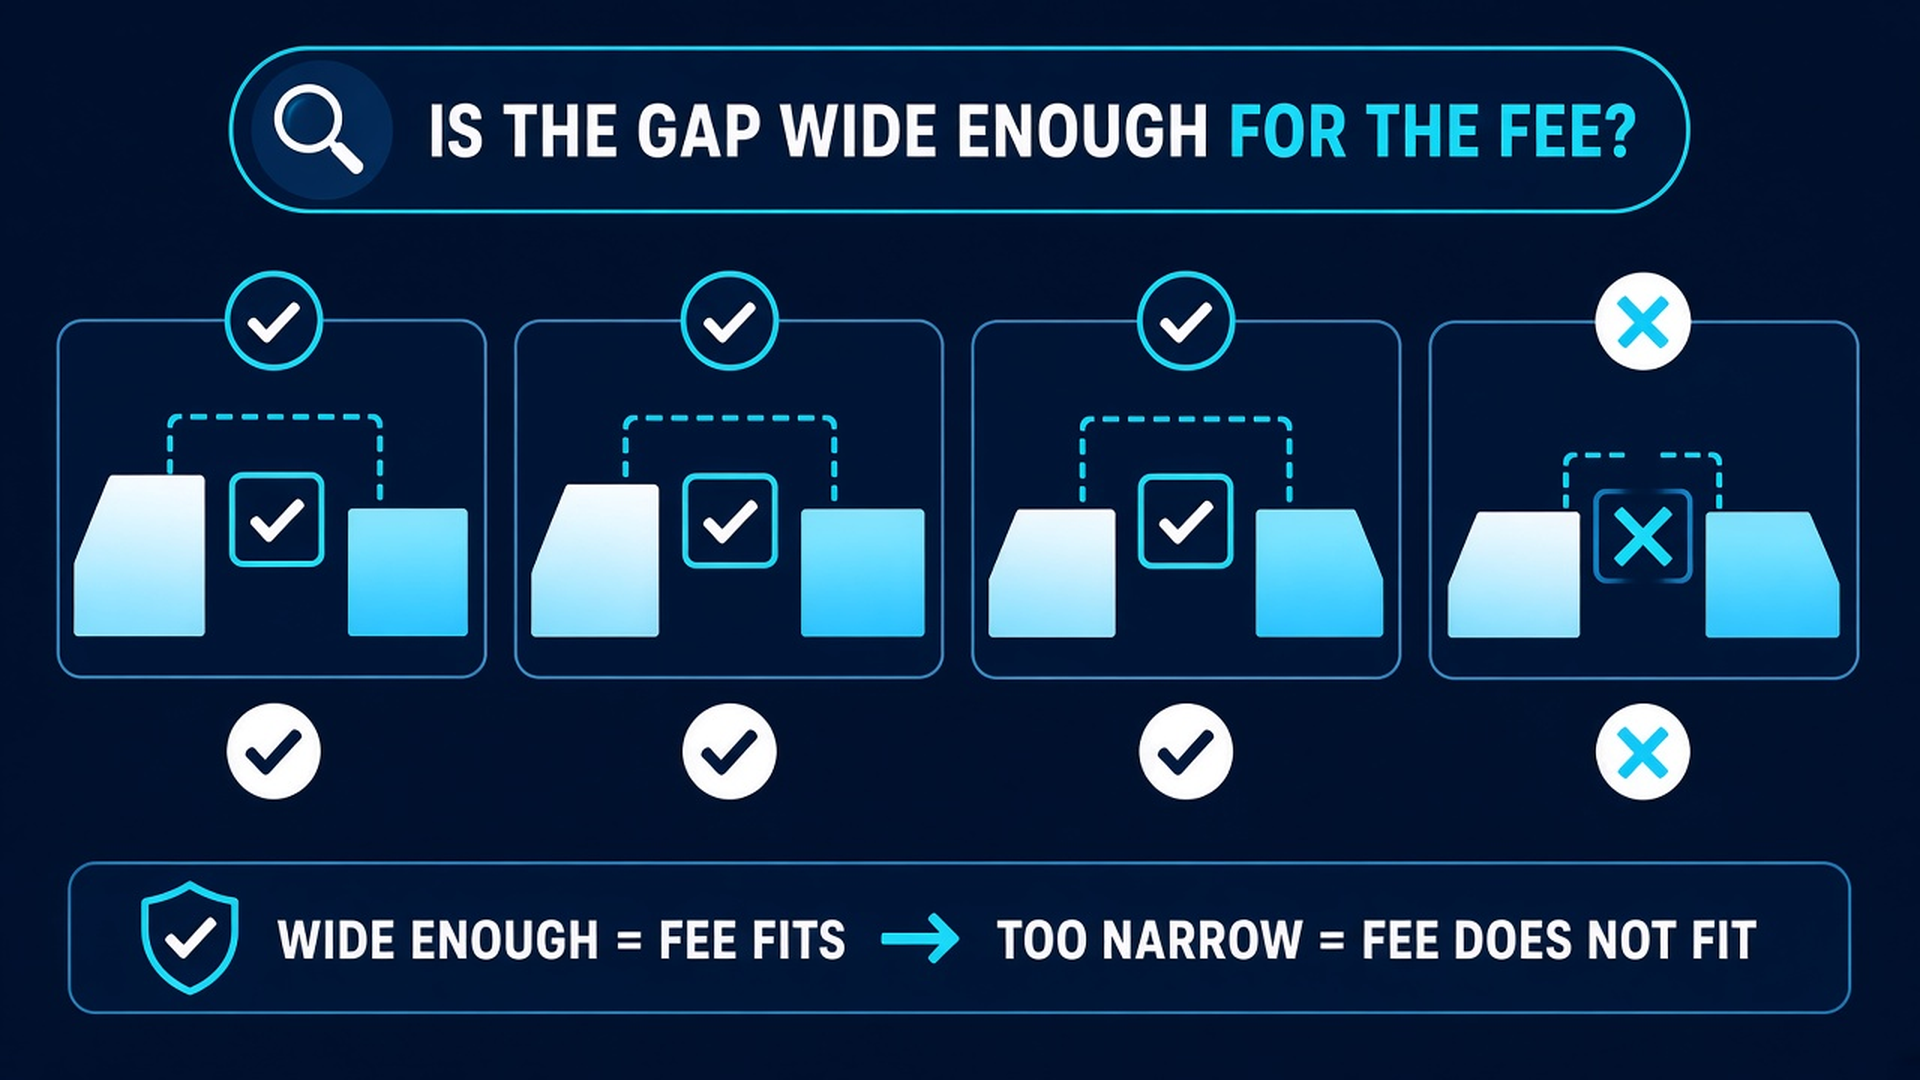 IS THE GAP WIDE ENOUGH FOR THE FEE?
WIDE ENOUGH = FEE FITS → TOO NARROW = FEE DOES NOT FIT